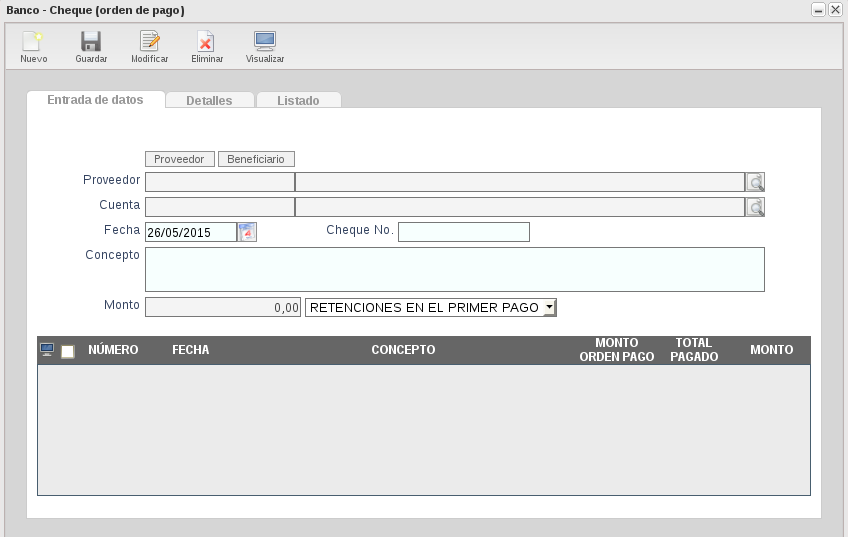 Banco - Cheque (orden de pago)
Nuevo Guardar Modificar Eliminar Visualizar
Entrada de datos Detalles Listado
Proveedor Beneficiario
Proveedor
Cuenta
Fecha 26/05/2015 Cheque No.
Concepto
Monto 0,00 RETENCIONES EN EL PRIMER PAGO
NÚMERO FECHA CONCEPTO MONTO ORDEN PAGO TOTAL PAGADO MONTO